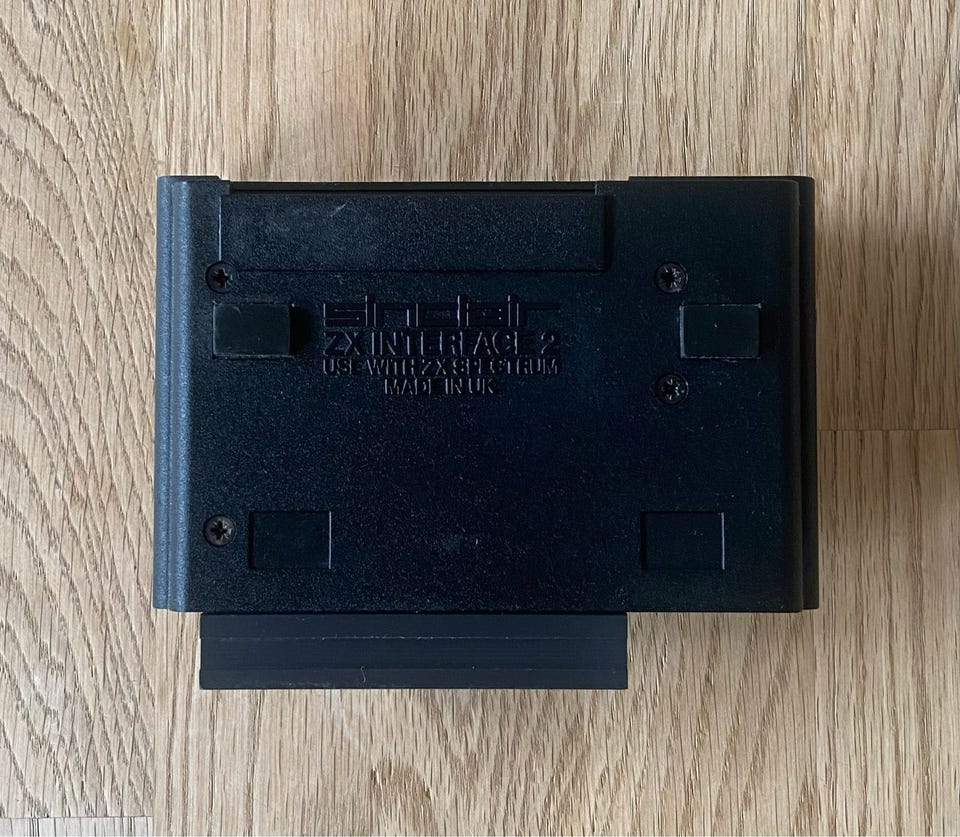 sinclair
ZX INTERFACE 2
USE WITH ZX SPECTRUM
MADE IN UK